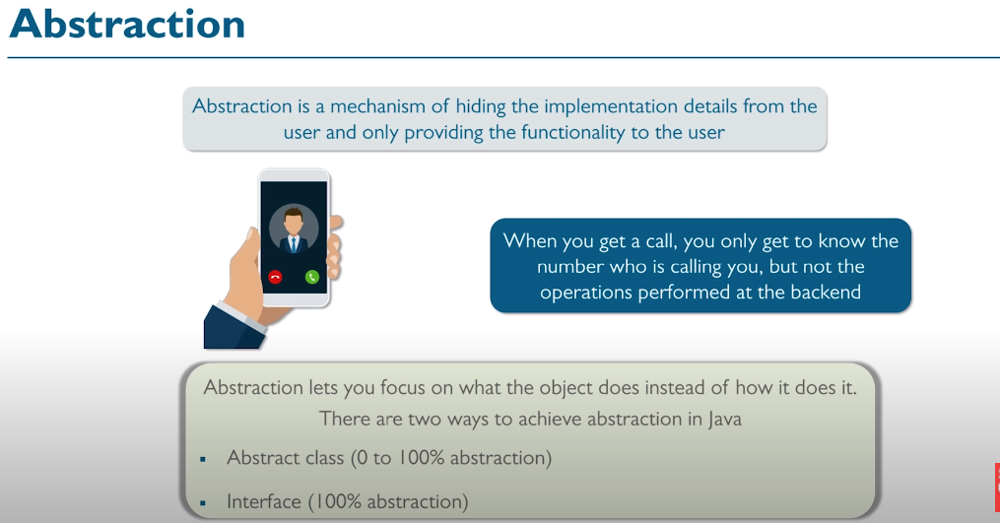 Abstraction
Abstraction is a mechanism of hiding the implementation details from the
user and only providing the functionality to the user
When you get a call, you only get to know the
number who is calling you, but not the
operations performed at the backend
Abstraction lets you focus on what the object does instead of how it does it.
There are two ways to achieve abstraction in Java
▪ Abstract class (0 to 100% abstraction)
▪ Interface (100% abstraction)